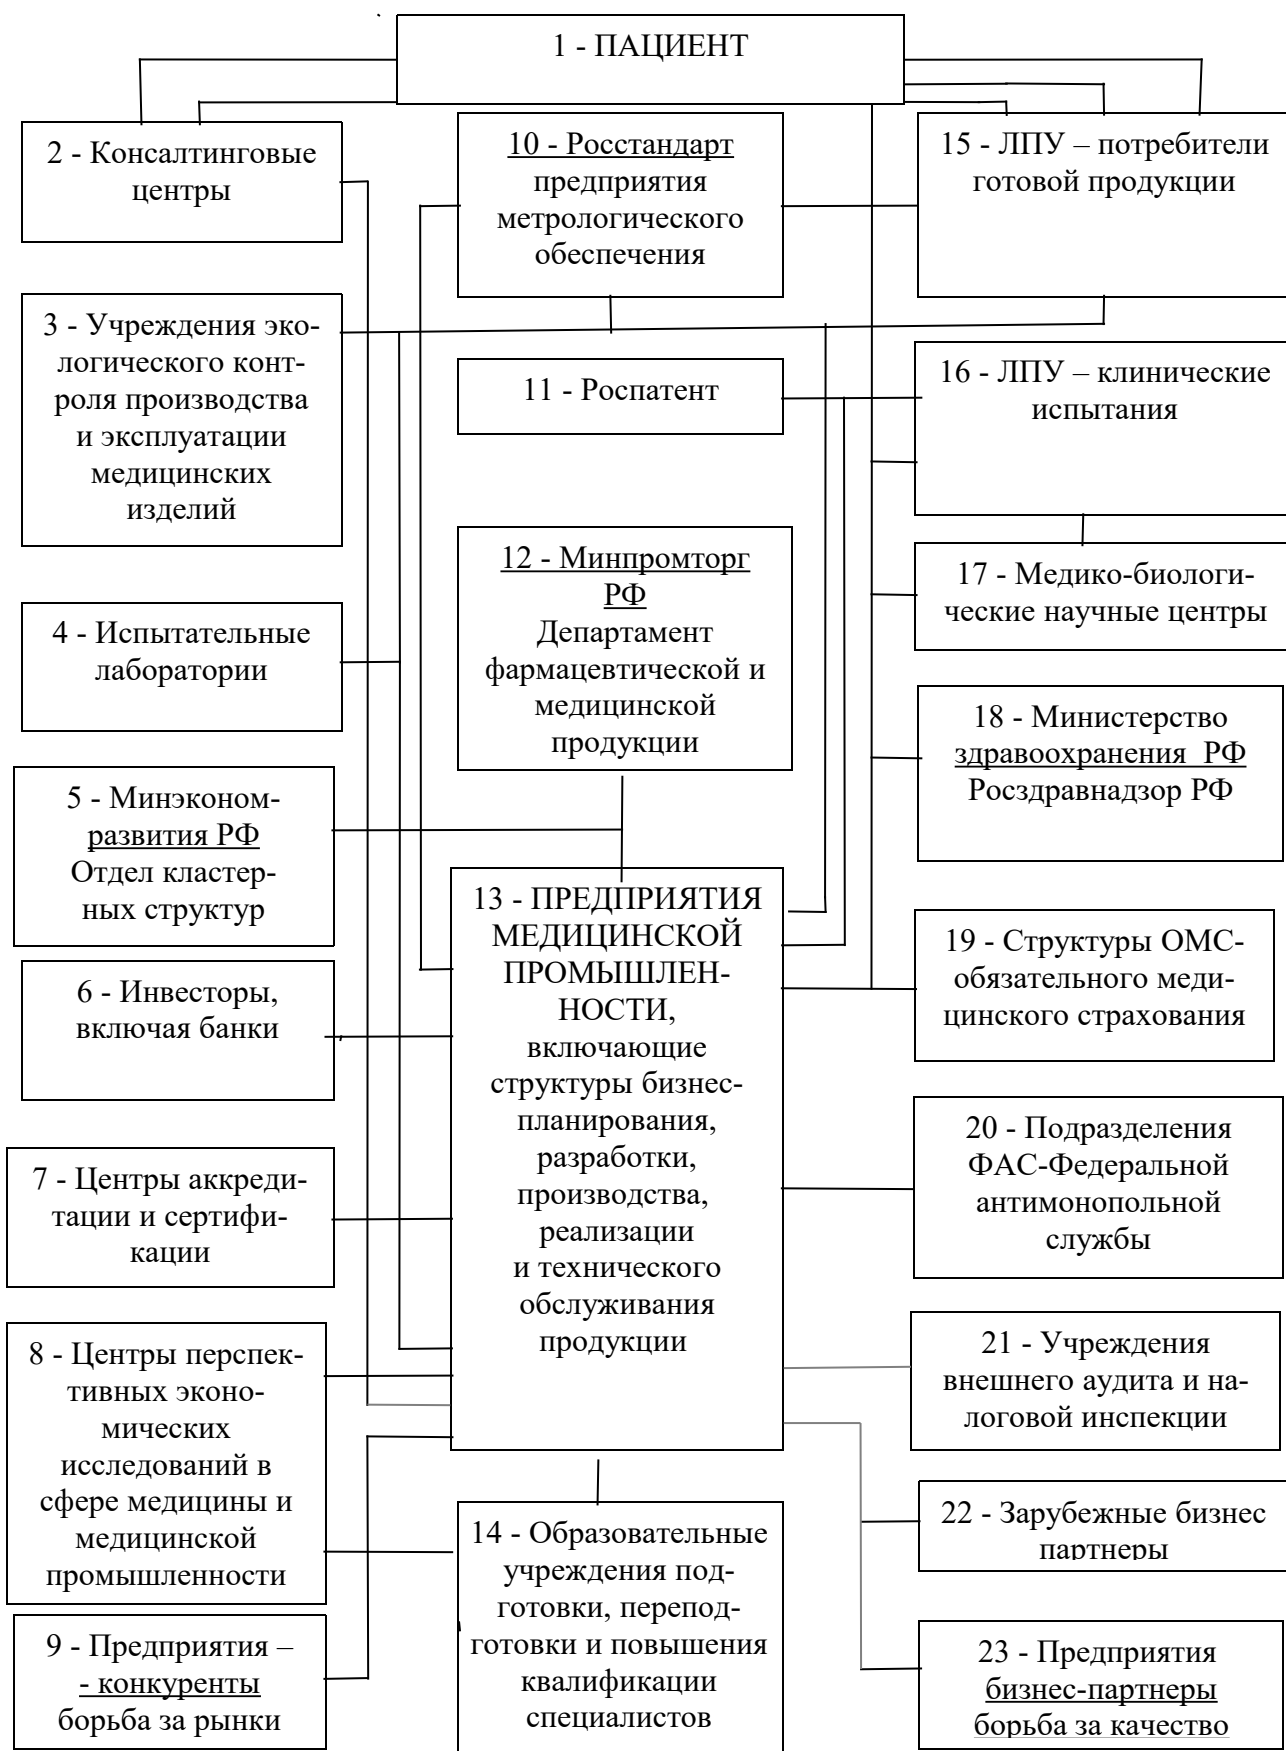 1 - ПАЦИЕНТ
2 - Консалтинговые
центры
3 - Учреждения эко-
логического конт-
роля производства
и эксплуатации
медицинских
изделий
4 - Испытательные
лаборатории
5 - Минэконом-
развития РФ
Отдел кластер-
ных структур
6 - Инвесторы,
включая банки
7 - Центры аккреди-
тации и сертифи-
кации
8 - Центры перспек-
тивных эконо-
мических
исследований в
сфере медицины и
медицинской
промышленности
9 - Предприятия –
- конкуренты
борьба за рынки
10 - Росстандарт
предприятия
метрологического
обеспечения
11 - Роспатент
12 - Минпромторг
РФ
Департамент
фармацевтической и
медицинской
продукции
13 - ПРЕДПРИЯТИЯ
МЕДИЦИНСКОЙ
ПРОМЫШЛЕН-
НОСТИ,
включающие
структуры бизнес-
планирования,
разработки,
производства,
реализации
и технического
обслуживания
продукции
14 - Образовательные
учреждения под-
готовки, перепод-
готовки и повышения
квалификации
специалистов
15 - ЛПУ – потребители
готовой продукции
16 - ЛПУ – клинические
испытания
17 - Медико-биологи-
ческие научные центры
18 - Министерство
здравоохранения РФ
Росздравнадзор РФ
19 - Структуры ОМС-
обязательного меди-
цинского страхования
20 - Подразделения
ФАС-Федеральной
антимонопольной
службы
21 - Учреждения
внешнего аудита и на-
логовой инспекции
22 - Зарубежные бизнес
партнеры
23 - Предприятия
бизнес-партнеры
борьба за качество